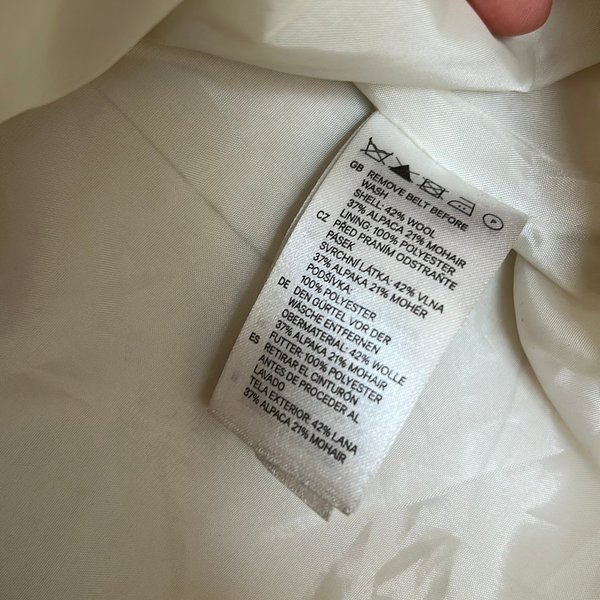 GB REMOVE BELT BEFORE
WASH
SHELL: 42% WOOL
37% ALPACA 21% MOHAIR
LINING: 100% POLYESTER
CZ PŘED PRANÍM ODSTRAŇTE
PÁSEK
SVRCHNÍ LÁTKA: 42% VLNA
37% ALPAKA 21% MOHÉR
PODŠÍVKA:
100% POLYESTER
DE DEN GÜRTEL VOR DER
WÄSCHE ENTFERNEN
OBERMATERIAL: 42% WOLLE
37% ALPAKA 21% MOHAIR
FUTTER: 100% POLYESTER
ES RETIRAR EL CINTURÓN
ANTES DE PROCEDER AL
LAVADO
TELA EXTERIOR: 42% LANA
37% ALPACA 21% MOHAIR